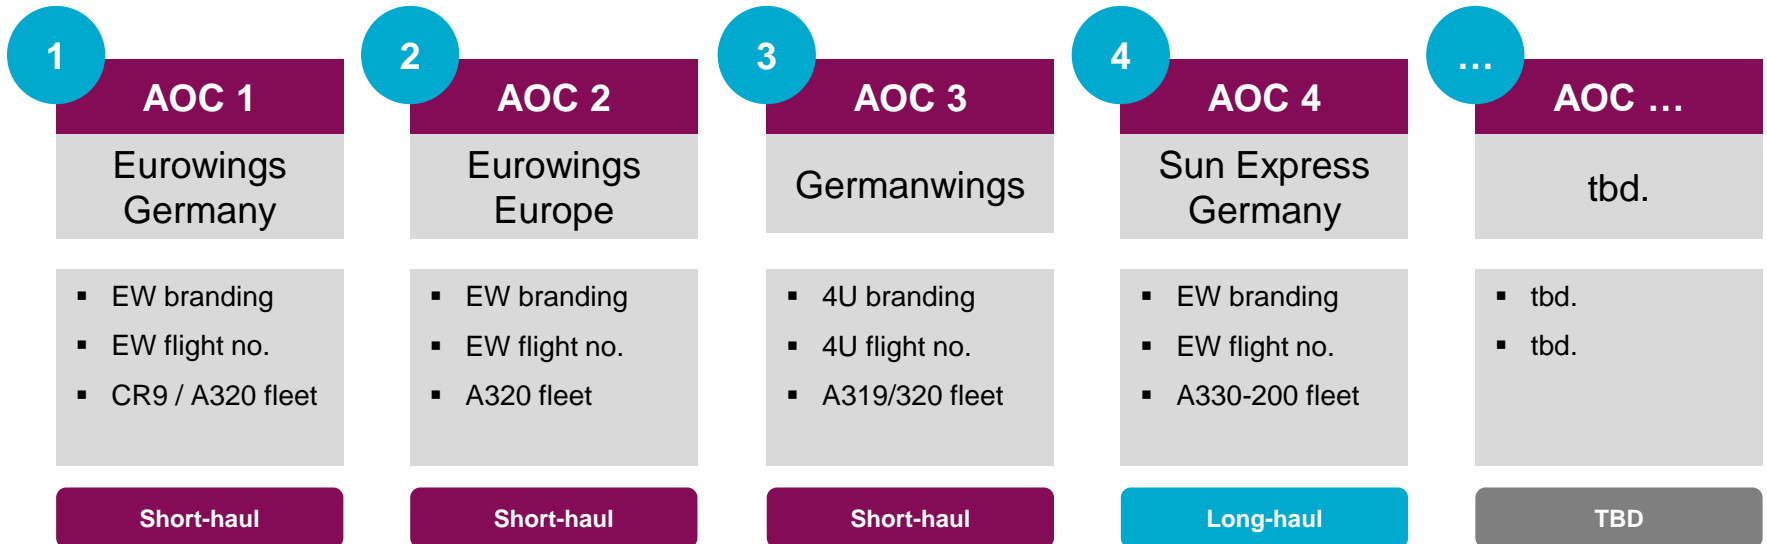 1
AOC 1
Eurowings
Germany
▪ EW branding
▪ EW flight no.
▪ CR9 / A320 fleet
Short-haul
2
AOC 2
Eurowings
Europe
▪ EW branding
▪ EW flight no.
▪ A320 fleet
Short-haul
3
AOC 3
Germanwings
▪ 4U branding
▪ 4U flight no.
▪ A319/320 fleet
Short-haul
4
AOC 4
Sun Express
Germany
▪ EW branding
▪ EW flight no.
▪ A330-200 fleet
Long-haul
…
AOC …
tbd.
▪ tbd.
▪ tbd.
TBD